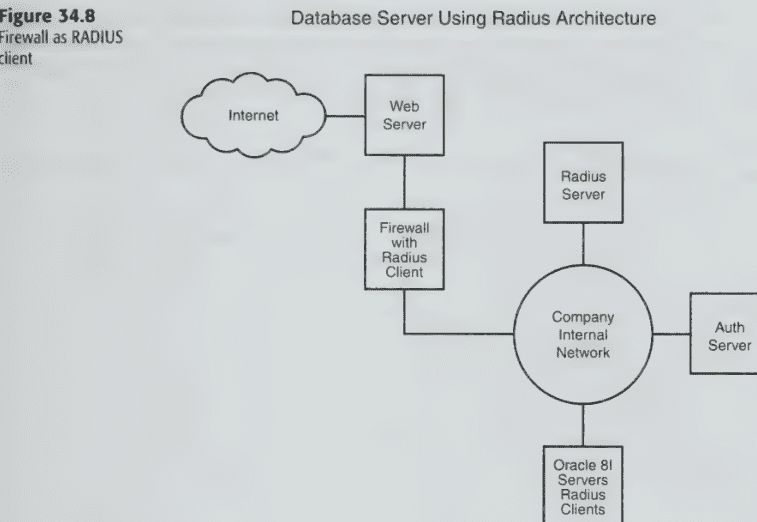 Figure 34.8
Firewall as RADIUS
client
Database Server Using Radius Architecture
Internet
Web
Server
Radius
Server
Firewall
with
Radius
Client
Company
Internal
Network
Auth
Server
Oracle 8I
Servers
Radius
Clients